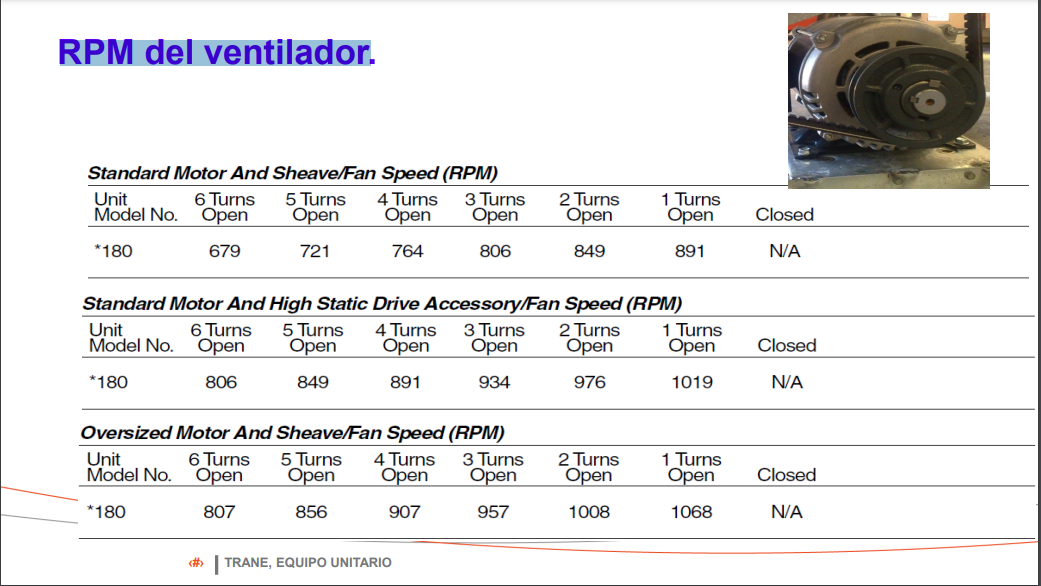 RPM del ventilador.
Standard Motor And Sheave/Fan Speed (RPM)
Unit Model No. 6 Turns Open 5 Turns Open 4 Turns Open 3 Turns Open 2 Turns Open 1 Turns Open Closed
*180 679 721 764 806 849 891 N/A
Standard Motor And High Static Drive Accessory/Fan Speed (RPM)
Unit Model No. 6 Turns Open 5 Turns Open 4 Turns Open 3 Turns Open 2 Turns Open 1 Turns Open Closed
*180 806 849 891 934 976 1019 N/A
Oversized Motor And Sheave/Fan Speed (RPM)
Unit Model No. 6 Turns Open 5 Turns Open 4 Turns Open 3 Turns Open 2 Turns Open 1 Turns Open Closed
*180 807 856 907 957 1008 1068 N/A
‹#› TRANE, EQUIPO UNITARIO